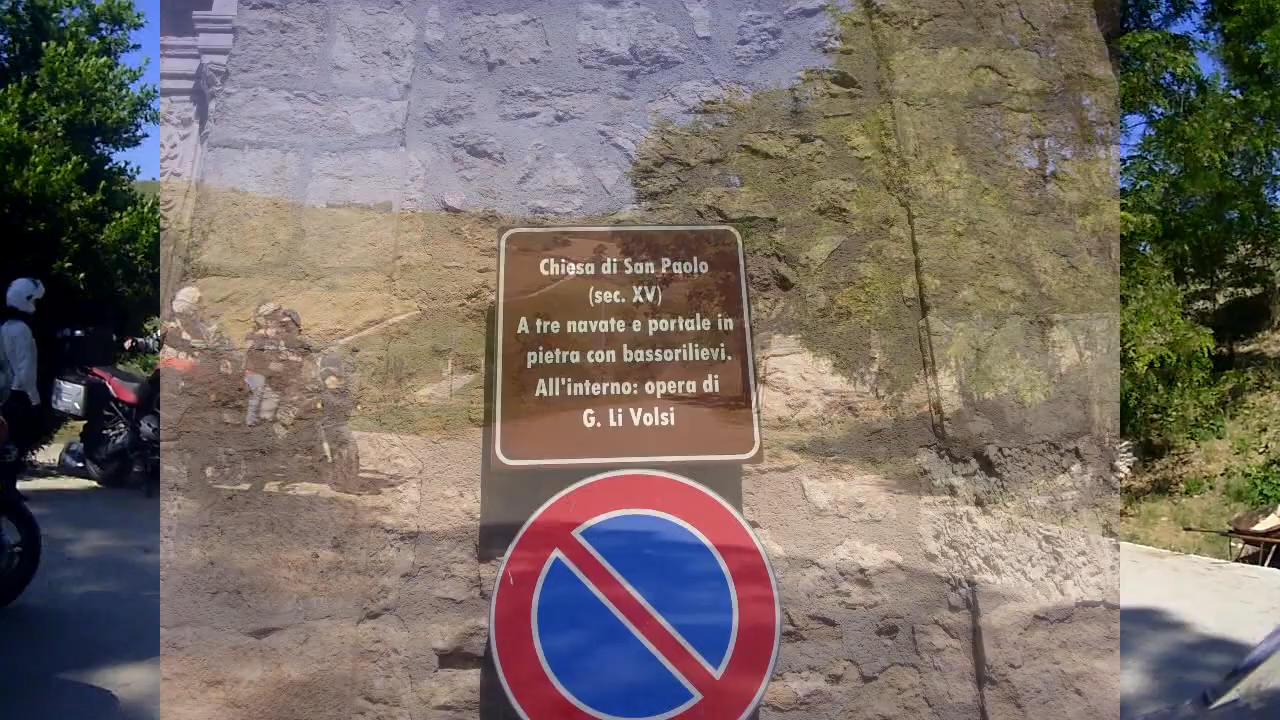 Chiesa di San Paolo
(sec. XV)
A tre navate e portale in
pietra con bassorilievi.
All'interno: opera di
G. Li Volsi